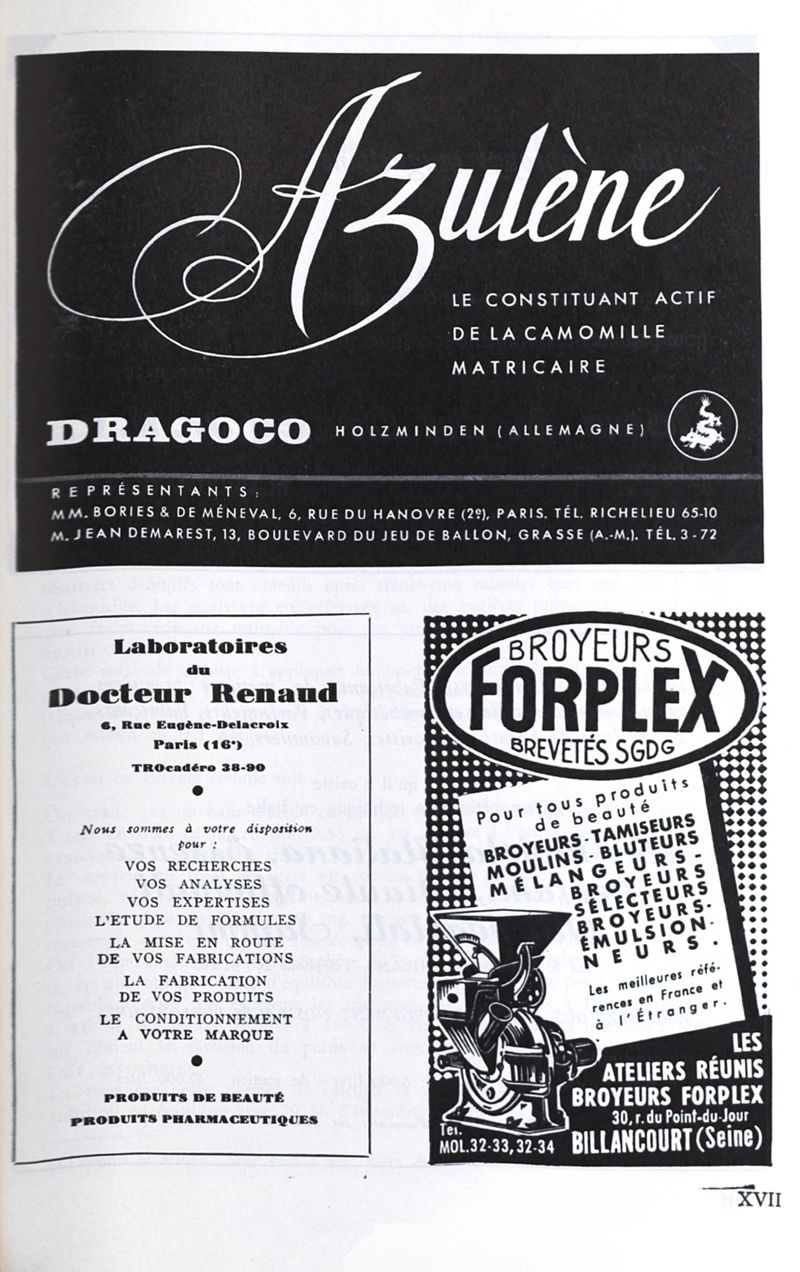 Azulène
LE CONSTITUANT ACTIF
DE LA CAMOMILLE
MATRICAIRE
DRAGOCO HOLZMINDEN (ALLEMAGNE)
REPRÉSENTANTS:
MM. BORIES & DE MÉNEVAL, 6, RUE DU HANOVRE (2º), PARIS. TÉL. RICHELIEU 65-10
M. JEAN DEMAREST, 13, BOULEVARD DU JEU DE BALLON, GRASSE (A.-M.). TÉL. 3-72
Laboratoires
du
Docteur Renaud
6, Rue Eugène-Delacroix
Paris (16ᵉ)
TROcadéro 38-90
Nous sommes à votre disposition
pour :
VOS RECHERCHES
VOS ANALYSES
VOS EXPERTISES
L'ETUDE DE FORMULES
LA MISE EN ROUTE
DE VOS FABRICATIONS
LA FABRICATION
DE VOS PRODUITS
LE CONDITIONNEMENT
A VOTRE MARQUE
PRODUITS DE BEAUTÉ
PRODUITS PHARMACEUTIQUES
BROYEURS
FORPLEX
BREVETÉS SGDG
Pour tous produits
de beauté
BROYEURS-TAMISEURS
MOULINS-BLUTEURS
MÉLANGEURS-
BROYEURS
SÉLECTEURS
BROYEURS-
ÉMULSION-
NEURS.
Les meilleures réfé-
rences en France et
à l'Étranger.
LES
ATELIERS RÉUNIS
BROYEURS FORPLEX
30, r. du Point-du-Jour
BILLANCOURT (Seine)
Tél.
MOL.32-33, 32-34
XVII